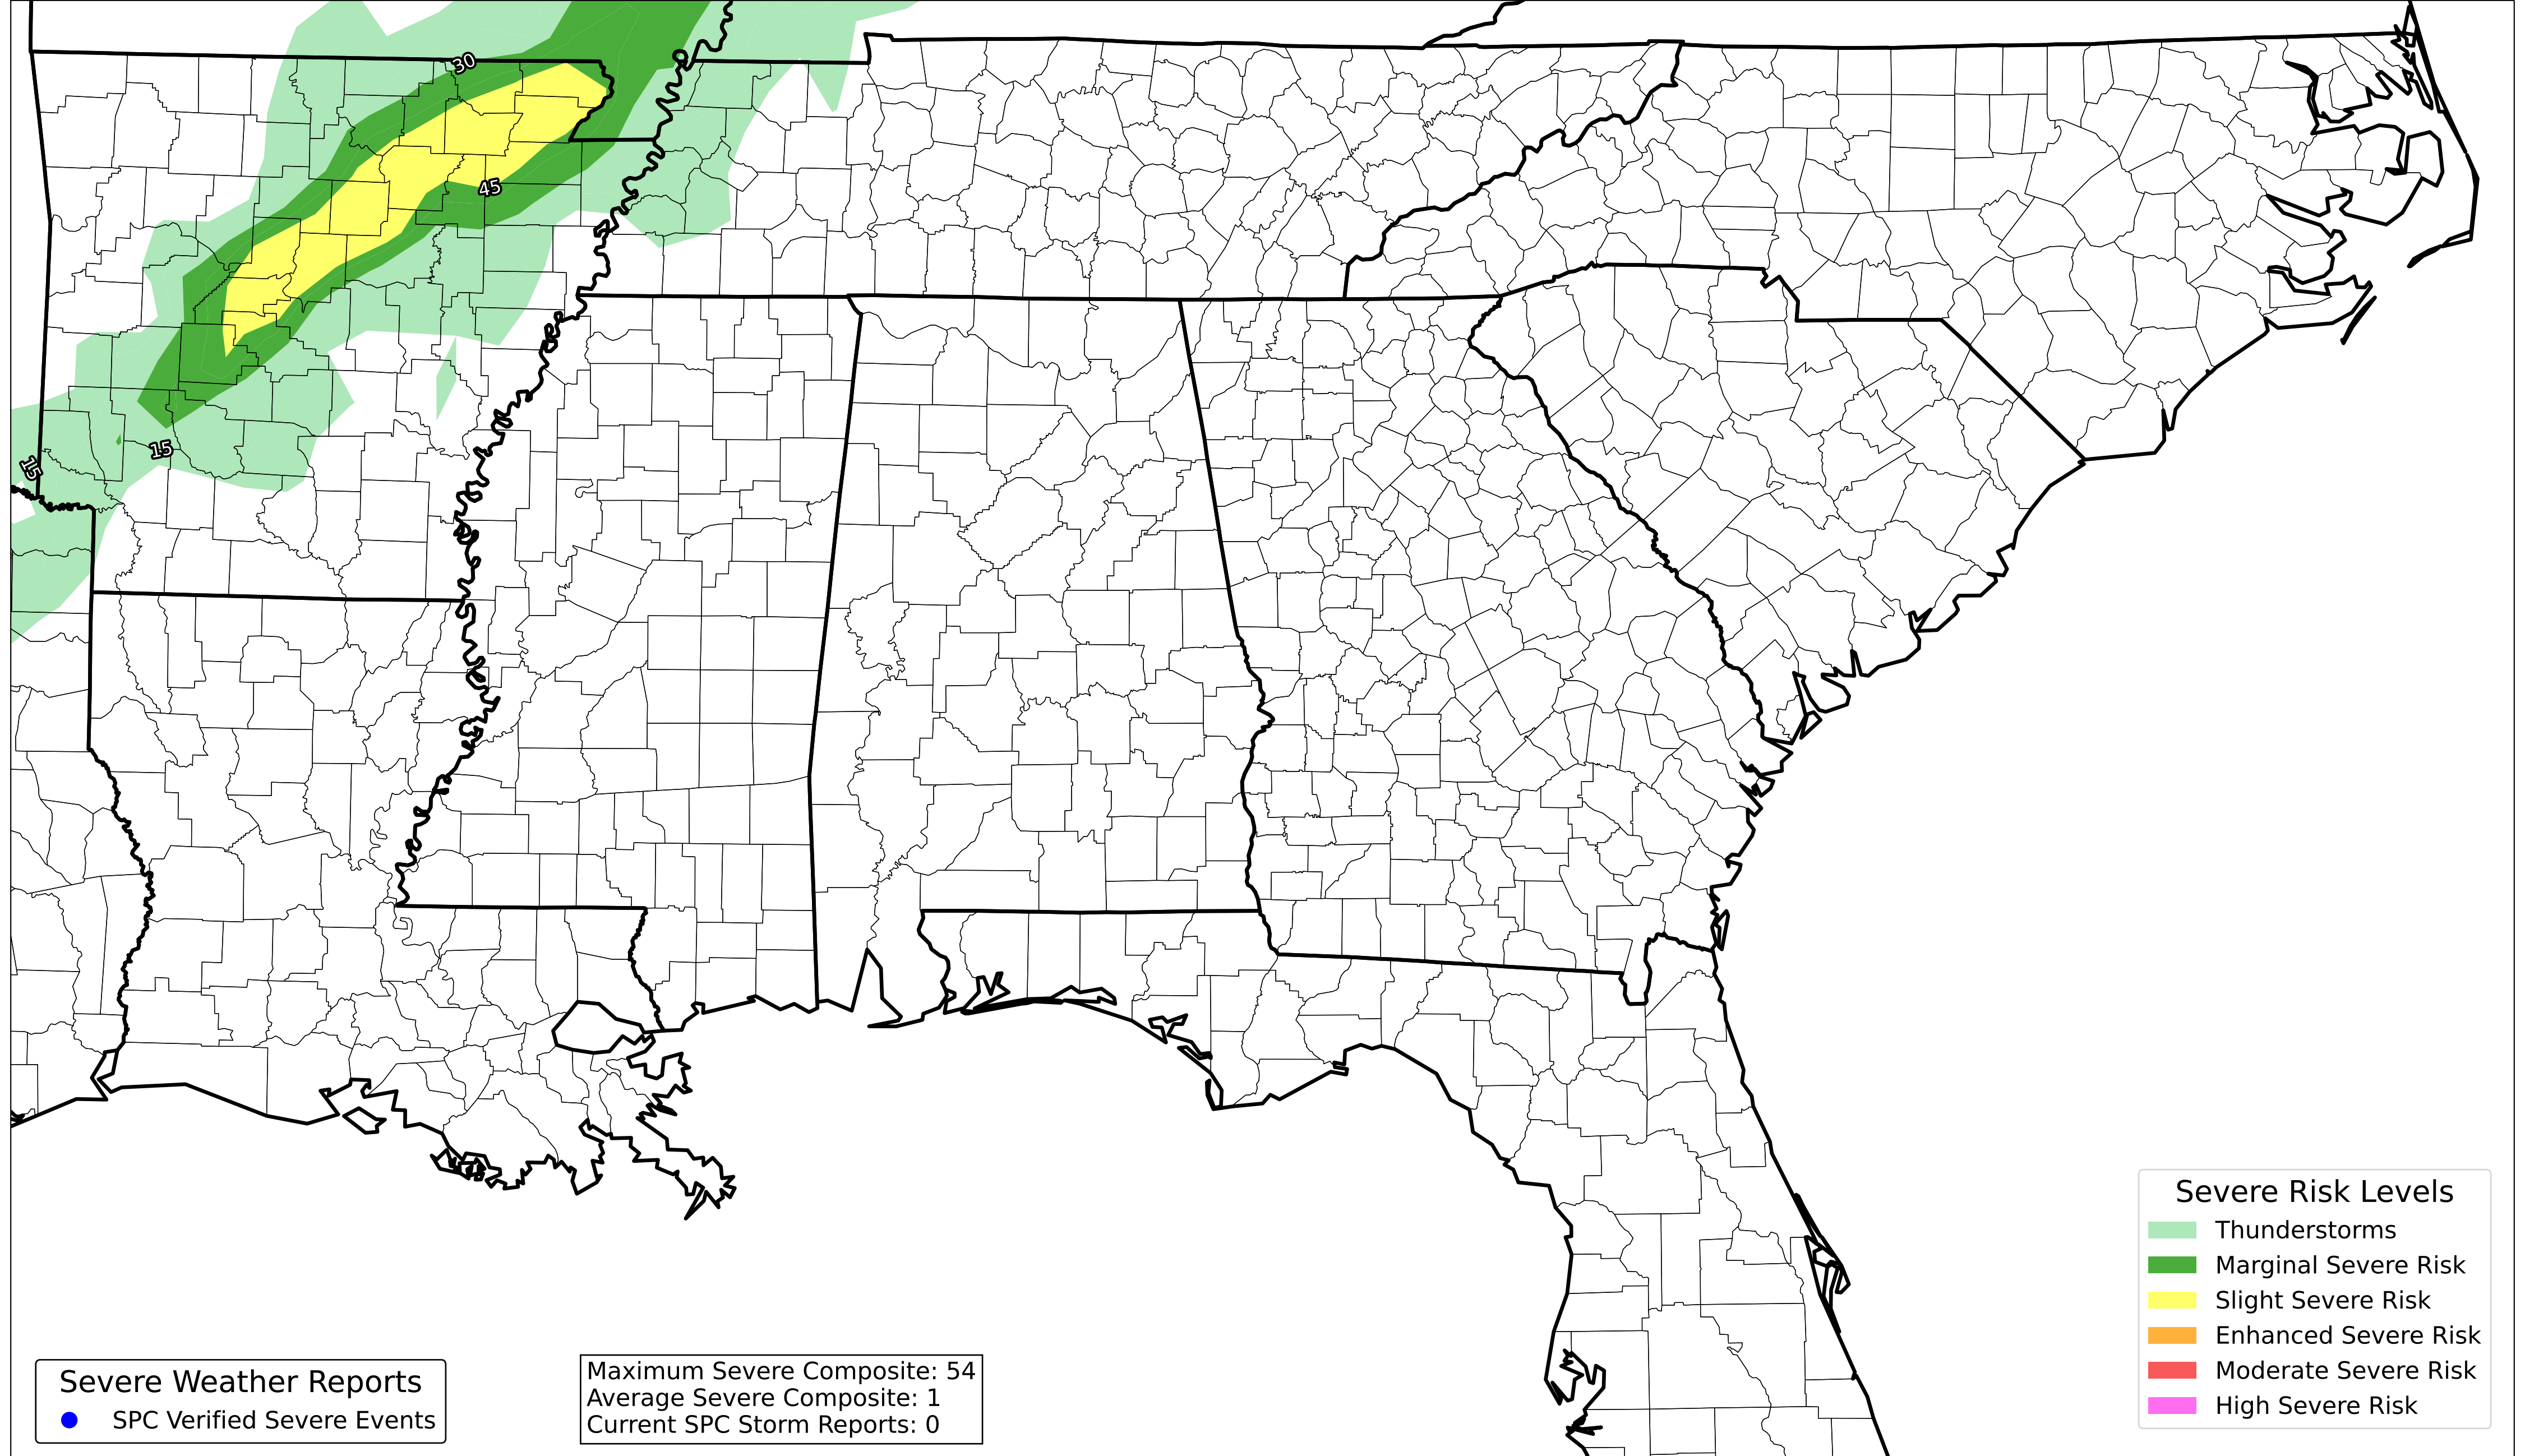 30
45
15
15
Severe Weather Reports
SPC Verified Severe Events
Maximum Severe Composite: 54
Average Severe Composite: 1
Current SPC Storm Reports: 0
Severe Risk Levels
Thunderstorms
Marginal Severe Risk
Slight Severe Risk
Enhanced Severe Risk
Moderate Severe Risk
High Severe Risk